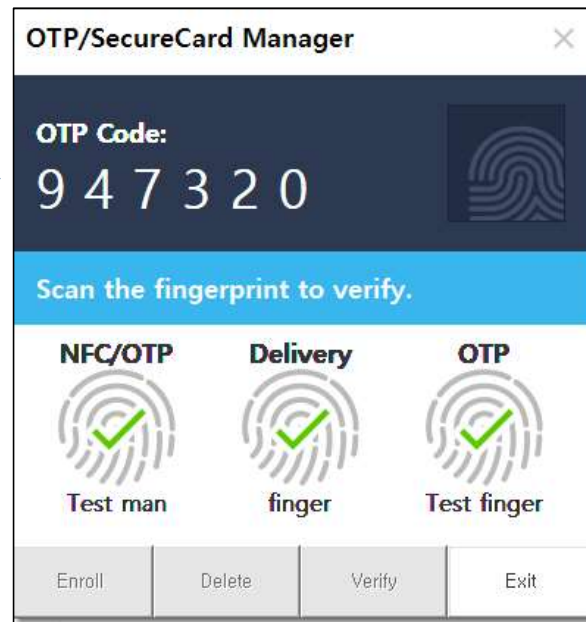 OTP/SecureCard Manager
OTP Code:
9 4 7 3 2 0
Scan the fingerprint to verify.
NFC/OTP Delivery OTP
Test man finger Test finger
Enroll Delete Verify Exit